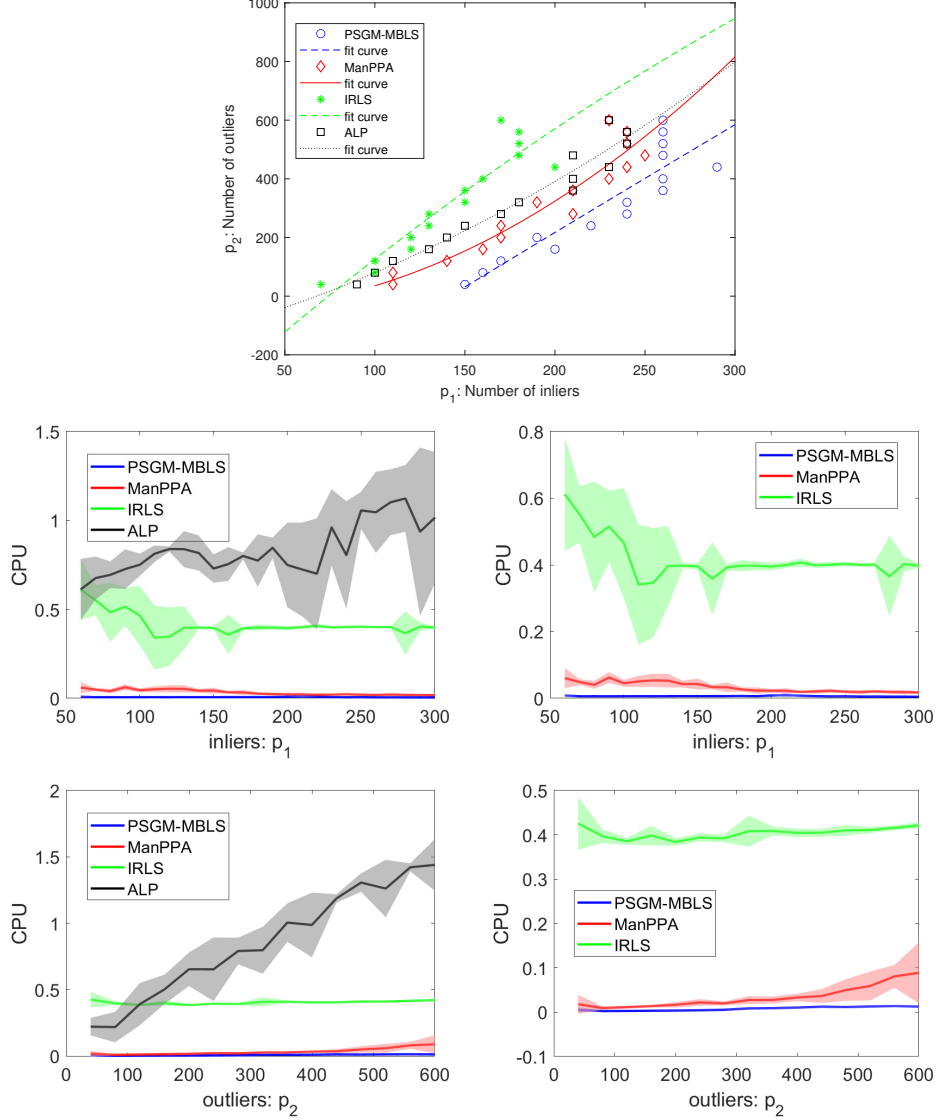 1000
800
600
400
200
0
-200
p2: Number of outliers
PSGM-MBLS
fit curve
ManPPA
fit curve
IRLS
fit curve
ALP
fit curve
50 100 150 200 250 300
p1: Number of inliers
1.5
1
0.5
0
CPU
PSGM-MBLS
ManPPA
IRLS
ALP
50 100 150 200 250 300
inliers: p1
0.8
0.6
0.4
0.2
0
CPU
PSGM-MBLS
ManPPA
IRLS
50 100 150 200 250 300
inliers: p1
2
1.5
1
0.5
0
CPU
PSGM-MBLS
ManPPA
IRLS
ALP
0 100 200 300 400 500 600
outliers: p2
0.5
0.4
0.3
0.2
0.1
0
-0.1
CPU
PSGM-MBLS
ManPPA
IRLS
0 100 200 300 400 500 600
outliers: p2